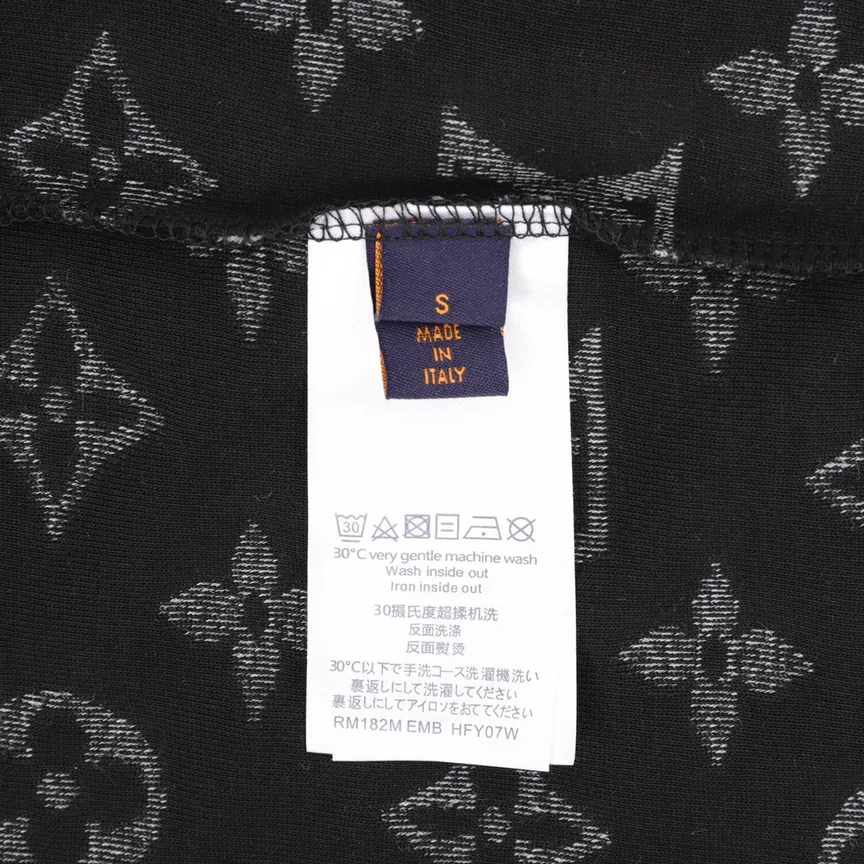 S
MADE
IN
ITALY
30
30°C very gentle machine wash
Wash inside out
Iron inside out
30摄氏度超揉机洗
反面洗涤
反面熨烫
30℃以下で手洗コース洗濯機洗い
裏返しにして洗濯してください
裏返しにしてアイロソをおててください
RM182M EMB HFY07W